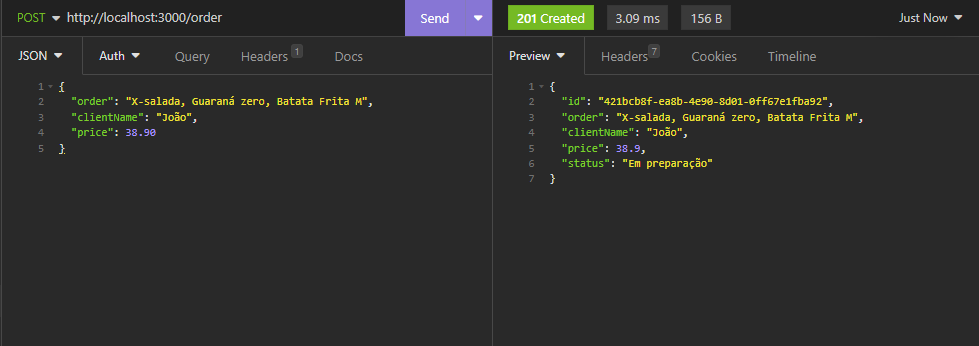 POST http://localhost:3000/order Send
201 Created 3.09 ms 156 B Just Now
JSON Auth Query Headers 1 Docs
Preview Headers 7 Cookies Timeline
1 {
2 "order": "X-salada, Guaraná zero, Batata Frita M",
3 "clientName": "João",
4 "price": 38.90
5 }
1 {
2 "id": "421bcb8f-ea8b-4e90-8d01-0ff67e1fba92",
3 "order": "X-salada, Guaraná zero, Batata Frita M",
4 "clientName": "João",
5 "price": 38.9,
6 "status": "Em preparação"
7 }